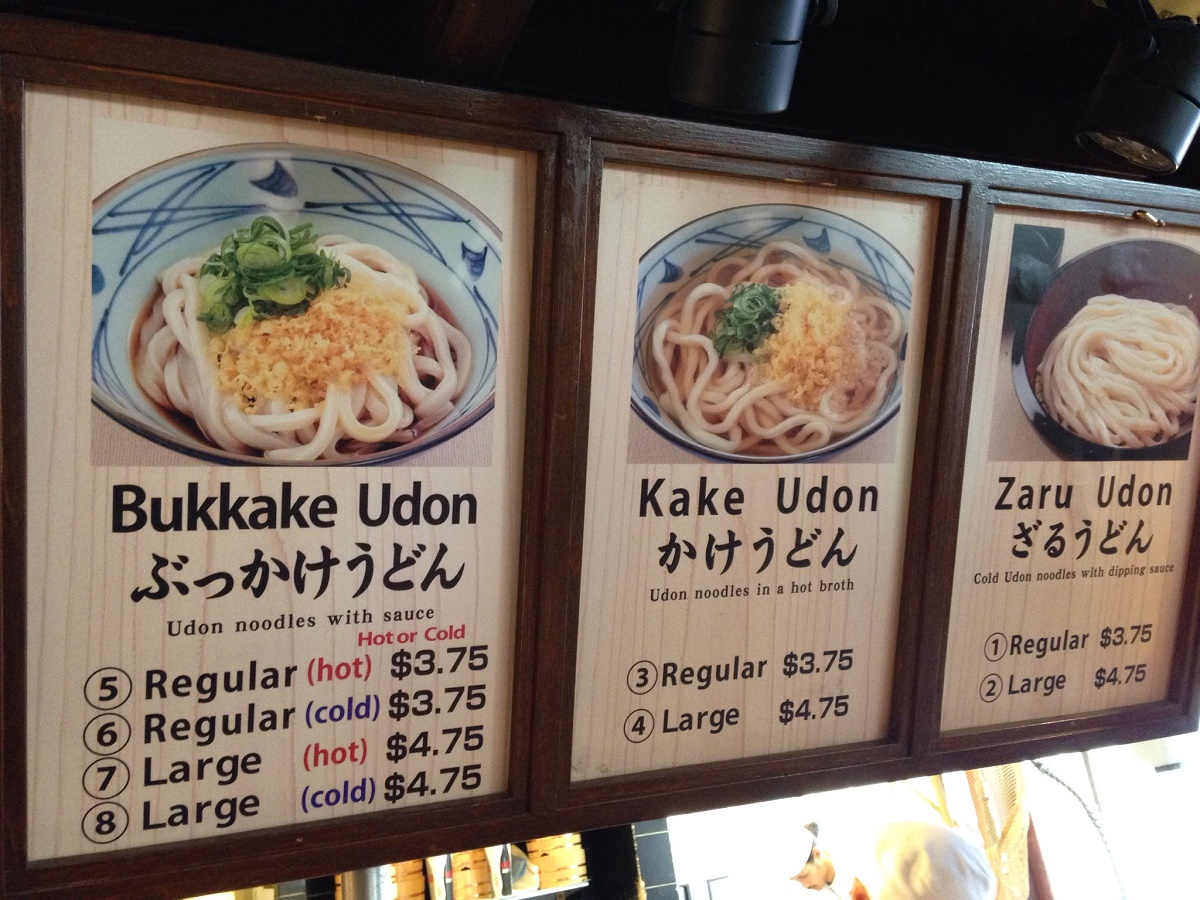 Bukkake Udon
ぶっかけうどん
Udon noodles with sauce
Hot or Cold
⑤ Regular (hot) $3.75
⑥ Regular (cold) $3.75
⑦ Large (hot) $4.75
⑧ Large (cold) $4.75
Kake Udon
かけうどん
Udon noodles in a hot broth
③ Regular $3.75
④ Large $4.75
Zaru Udon
ざるうどん
Cold Udon noodles with dipping sauce
① Regular $3.75
② Large $4.75